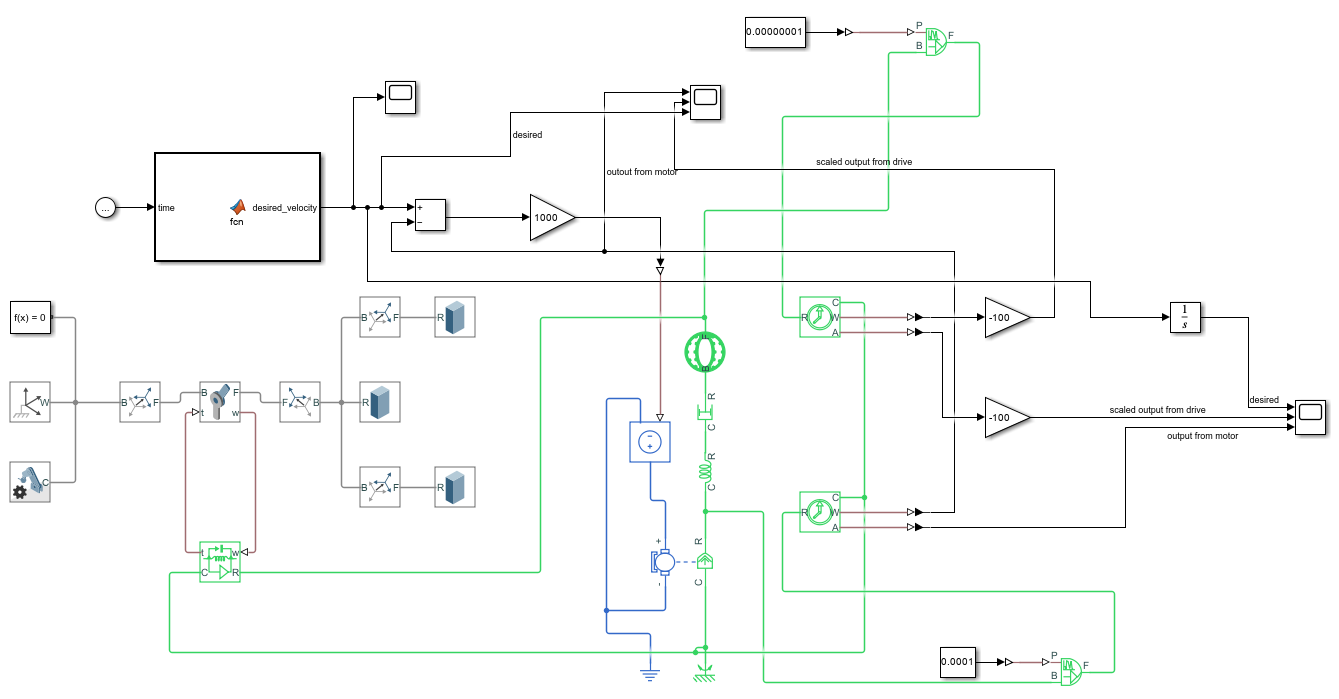 0.00000001
P
B
F
desired
scaled output from drive
outout from motor
...
time
fcn
desired_velocity
+
−
1000
f(x) = 0
B
F
R
R
C
W
A
-100
1
s
F
B
W
B
F
B
t
F
w
F
B
R
R
C
−
+
-100
desired
scaled output from drive
output from motor
R
C
C
B
F
R
R
C
W
A
+
-
R
C
t
w
C
R
0.0001
P
B
F